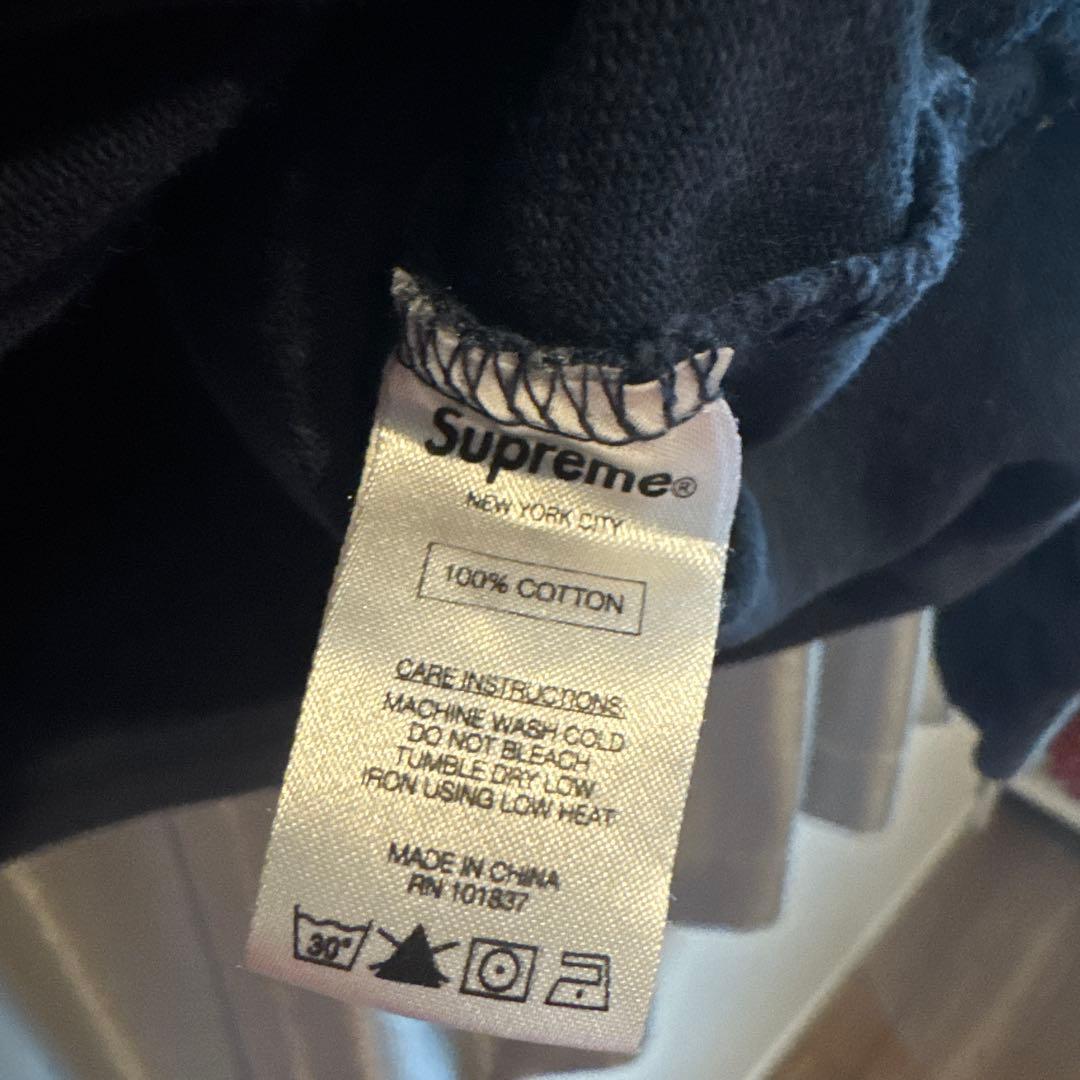 Supreme®
NEW YORK CITY
100% COTTON
CARE INSTRUCTIONS:
MACHINE WASH COLD
DO NOT BLEACH
TUMBLE DRY LOW
IRON USING LOW HEAT
MADE IN CHINA
RN 101837
30°